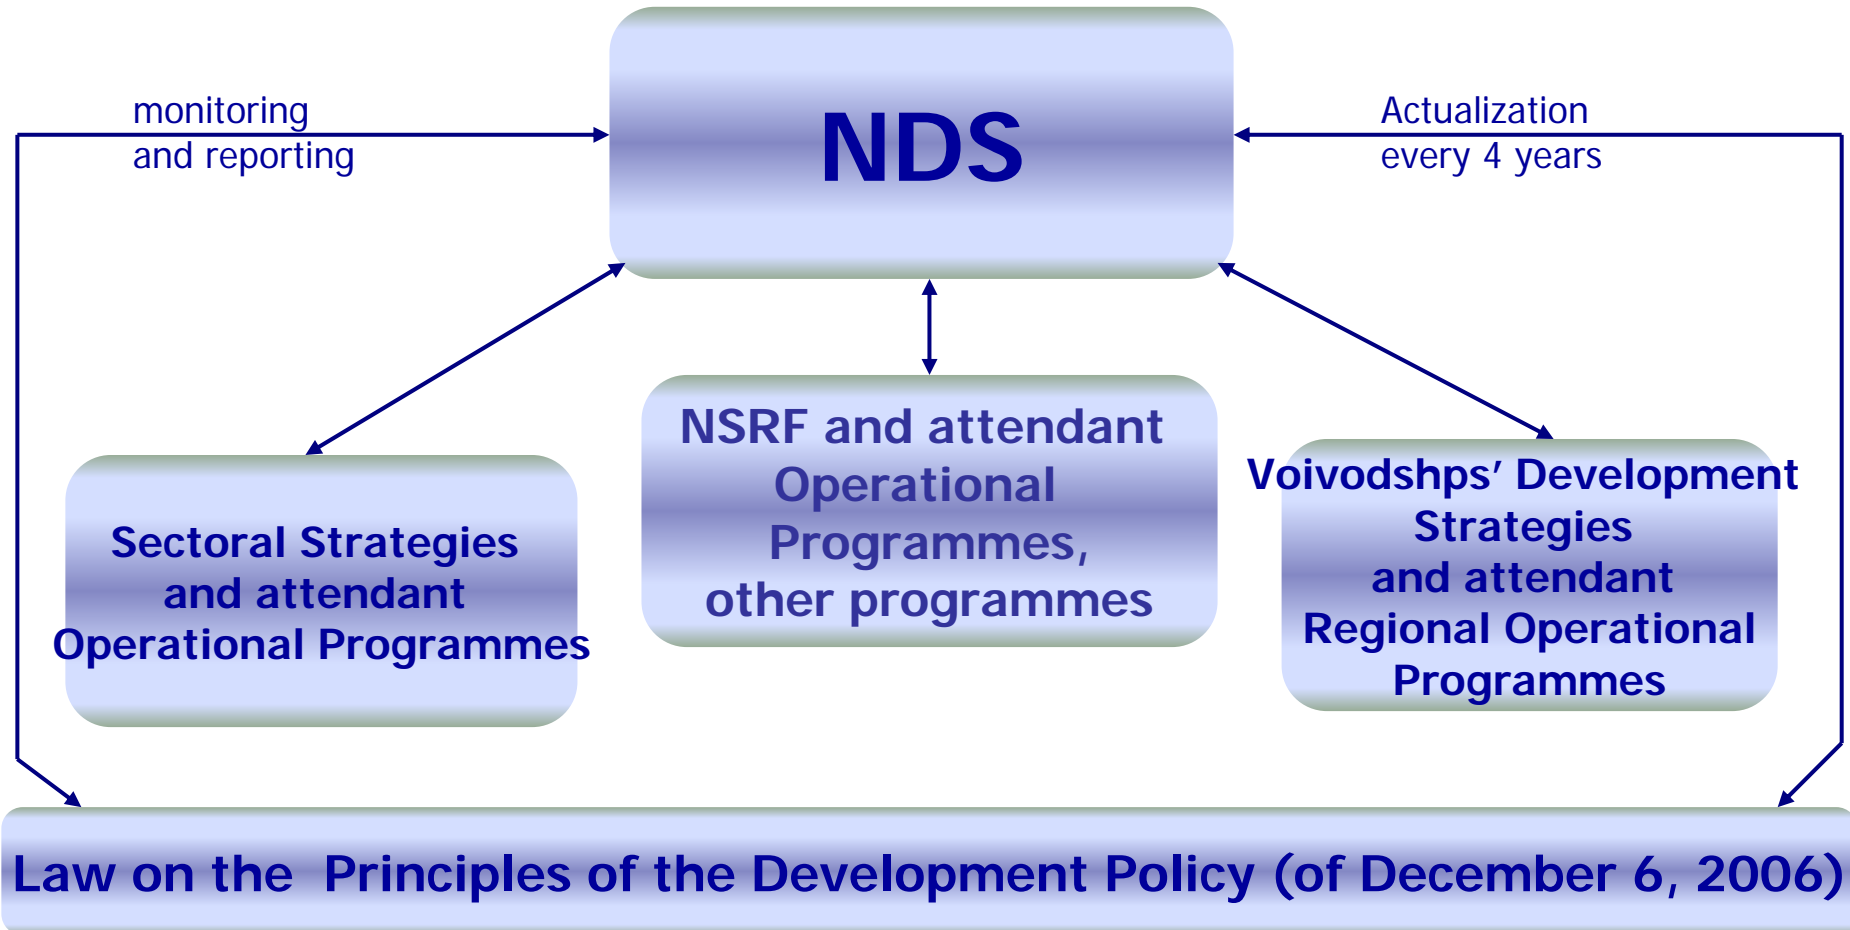 NDS
monitoring
and reporting
Actualization
every 4 years
Sectoral Strategies
and attendant
Operational Programmes
NSRF and attendant
Operational
Programmes,
other programmes
Voivodshps’ Development
Strategies
and attendant
Regional Operational
Programmes
Law on the Principles of the Development Policy (of December 6, 2006)